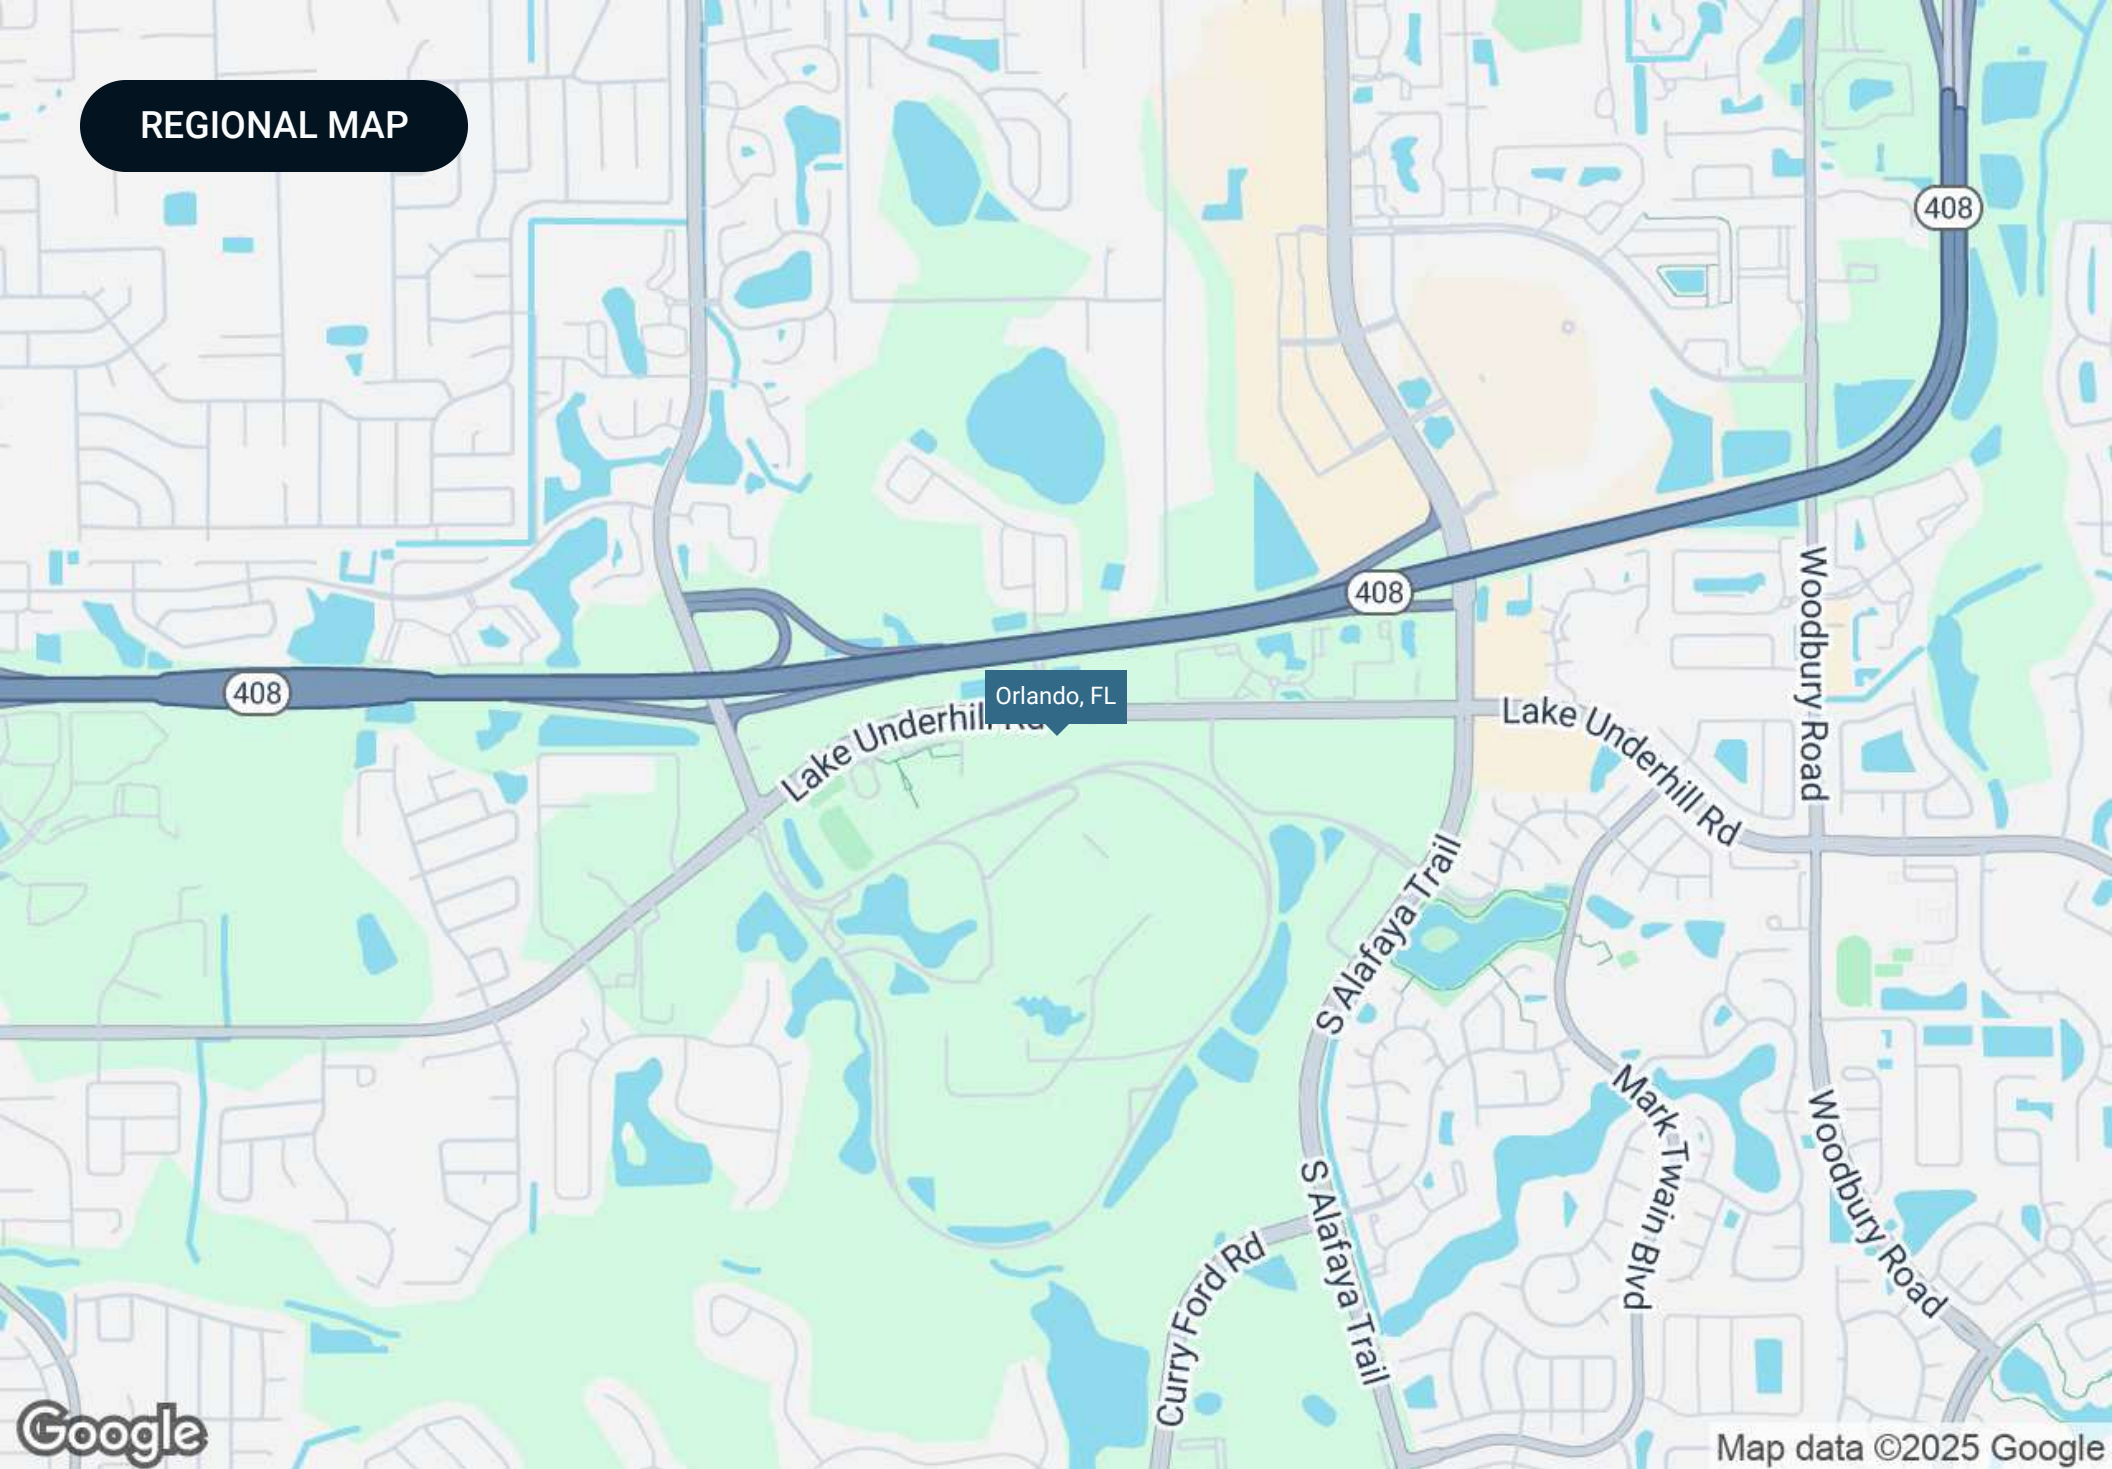 REGIONAL MAP
408
408
Woodbury Road
408
Orlando, FL
Lake Underhill Rd
Lake Underhill Rd
S Alafaya Trail
Mark Twain Blvd
Woodbury Road
S Alafaya Trail
Curry Ford Rd
Google
Map data ©2025 Google